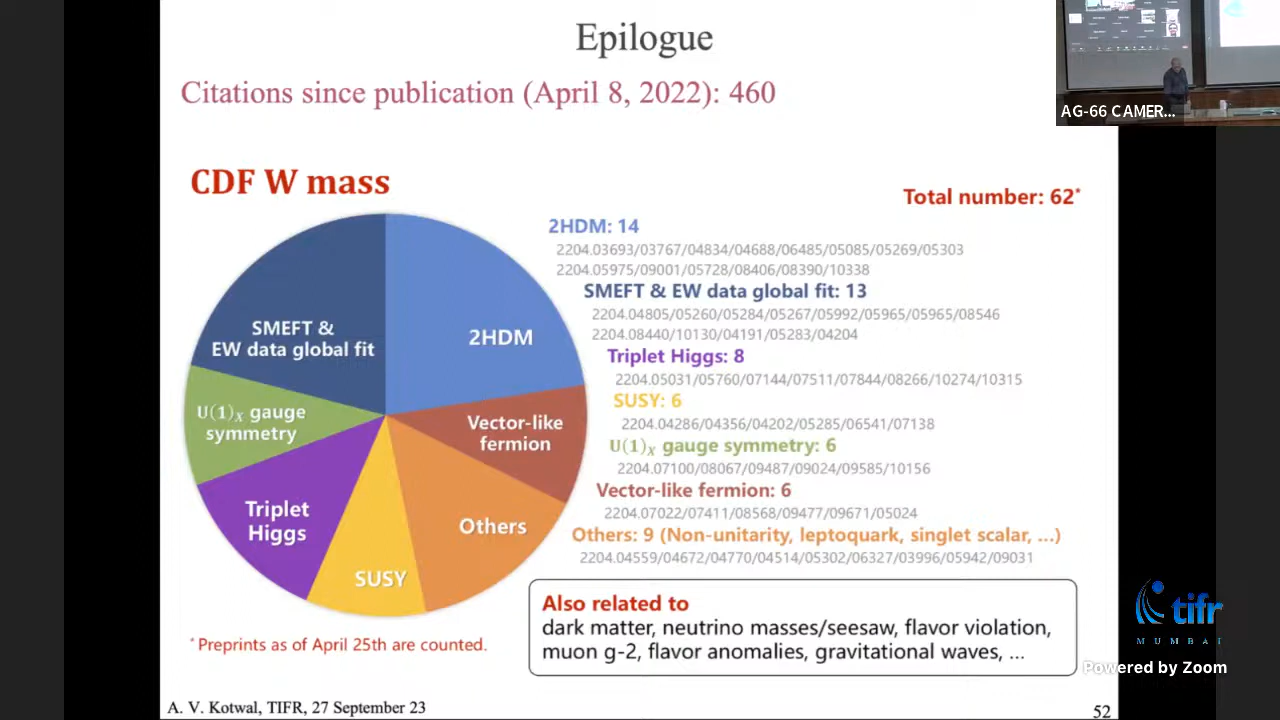 Epilogue
Citations since publication (April 8, 2022): 460
AG-66 CAMER...
CDF W mass
Total number: 62*
2HDM: 14
2204.03693/03767/04834/04688/06485/05085/05269/05303
2204.05975/09001/05728/08406/08390/10338
SMEFT & EW data global fit: 13
2204.04805/05260/05284/05267/05992/05965/05965/08546
2204.08440/10130/04191/05283/04204
Triplet Higgs: 8
2204.05031/05760/07144/07511/07844/08266/10274/10315
SUSY: 6
2204.04286/04356/04202/05285/06541/07138
U(1)X gauge symmetry: 6
2204.07100/08067/09487/09024/09585/10156
Vector-like fermion: 6
2204.07022/07411/08568/09477/09671/05024
Others: 9 (Non-unitarity, leptoquark, singlet scalar, ...)
2204.04559/04672/04770/04514/05302/06327/03996/05942/09031
SMEFT &
EW data global fit
2HDM
U(1)X gauge
symmetry
Vector-like
fermion
Triplet
Higgs
Others
SUSY
Also related to
dark matter, neutrino masses/seesaw, flavor violation,
muon g-2, flavor anomalies, gravitational waves, ...
* Preprints as of April 25th are counted.
tifr
MUMBAI
Powered by Zoom
A. V. Kotwal, TIFR, 27 September 23
52